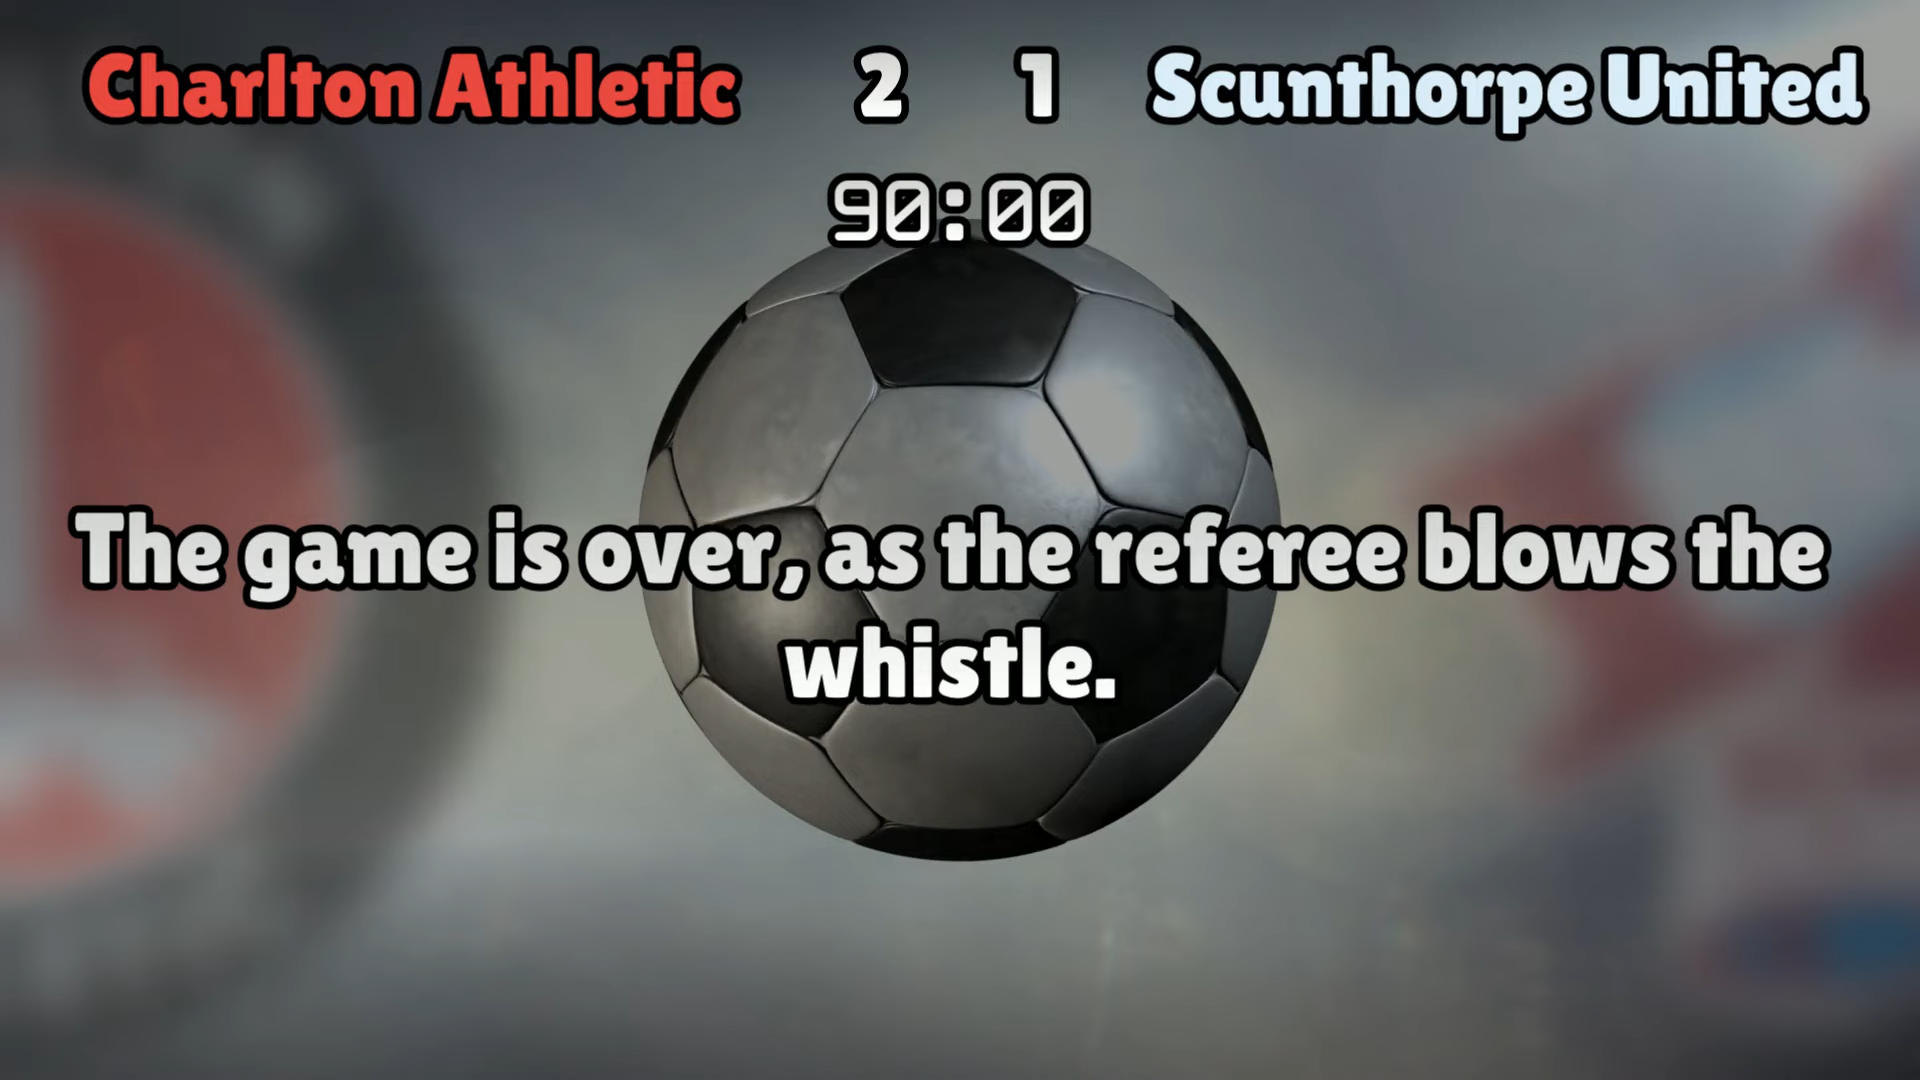 Charlton Athletic 2 1 Scunthorpe United
90:00
The game is over, as the referee blows the
whistle.